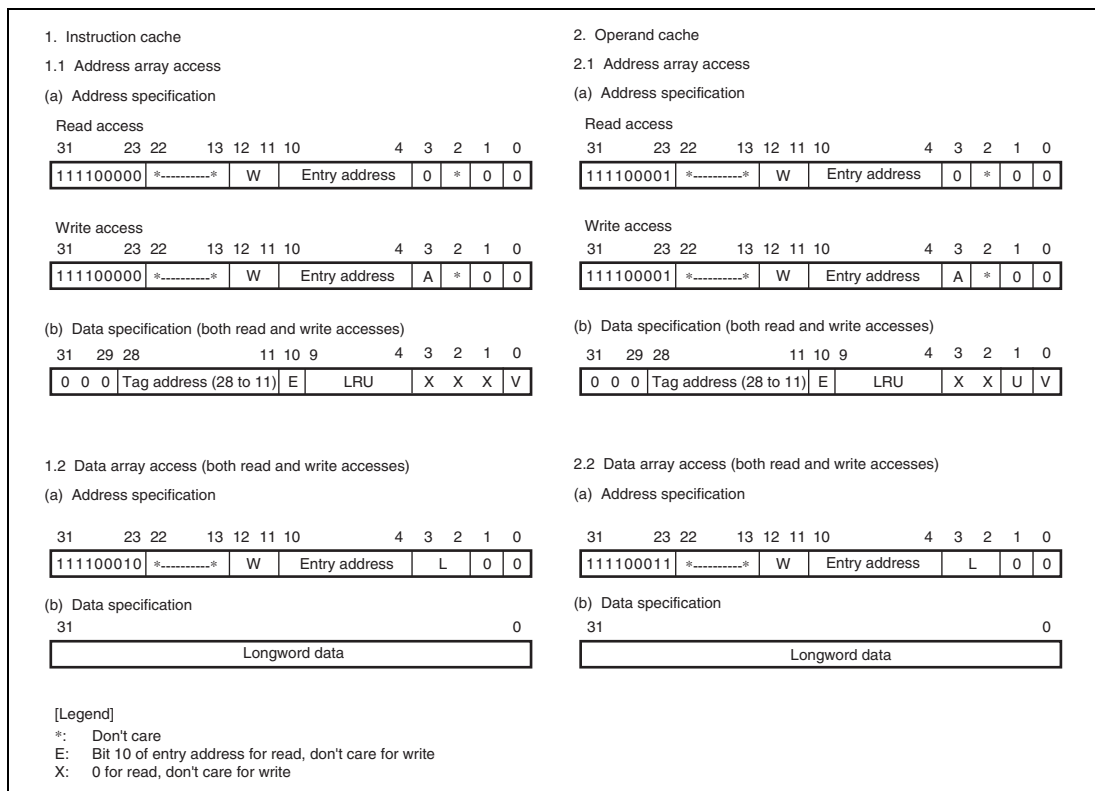 1. Instruction cache
1.1 Address array access
(a) Address specification
Read access
31 23 22 13 12 11 10 4 3 2 1 0
111100000 *----------* W Entry address 0 * 0 0
Write access
31 23 22 13 12 11 10 4 3 2 1 0
111100000 *----------* W Entry address A * 0 0
(b) Data specification (both read and write accesses)
31 29 28 11 10 9 4 3 2 1 0
0 0 0 Tag address (28 to 11) E LRU X X X V
1.2 Data array access (both read and write accesses)
(a) Address specification
31 23 22 13 12 11 10 4 3 2 1 0
111100010 *----------* W Entry address L 0 0
(b) Data specification
31 0
Longword data
2. Operand cache
2.1 Address array access
(a) Address specification
Read access
31 23 22 13 12 11 10 4 3 2 1 0
111100001 *----------* W Entry address 0 * 0 0
Write access
31 23 22 13 12 11 10 4 3 2 1 0
111100001 *----------* W Entry address A * 0 0
(b) Data specification (both read and write accesses)
31 29 28 11 10 9 4 3 2 1 0
0 0 0 Tag address (28 to 11) E LRU X X U V
2.2 Data array access (both read and write accesses)
(a) Address specification
31 23 22 13 12 11 10 4 3 2 1 0
111100011 *----------* W Entry address L 0 0
(b) Data specification
31 0
Longword data
[Legend]
*: Don't care
E: Bit 10 of entry address for read, don't care for write
X: 0 for read, don't care for write